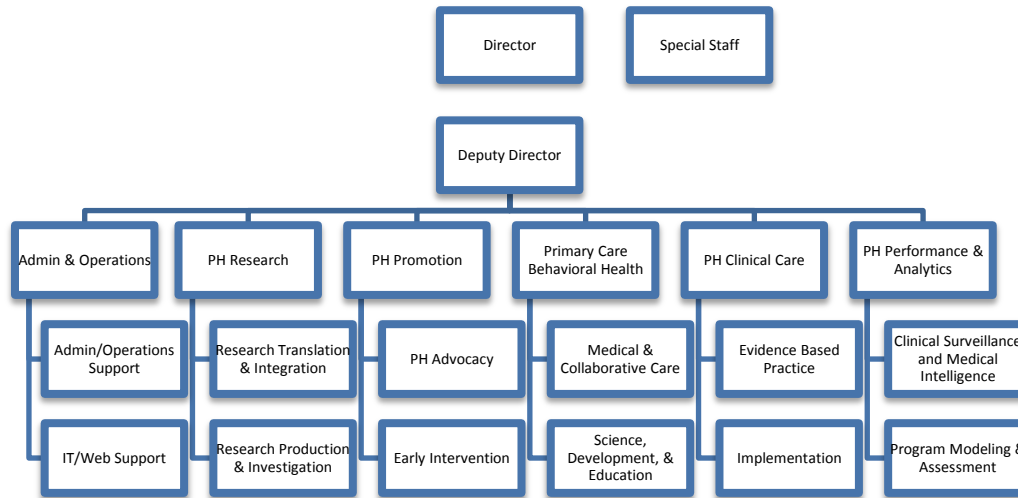 Director
Special Staff
Deputy Director
Admin & Operations
PH Research
PH Promotion
Primary Care
Behavioral Health
PH Clinical Care
PH Performance &
Analytics
Admin/Operations
Support
Research Translation
& Integration
PH Advocacy
Medical &
Collaborative Care
Evidence Based
Practice
Clinical Surveillance
and Medical
Intelligence
IT/Web Support
Research Production
& Investigation
Early Intervention
Science,
Development, &
Education
Implementation
Program Modeling &
Assessment